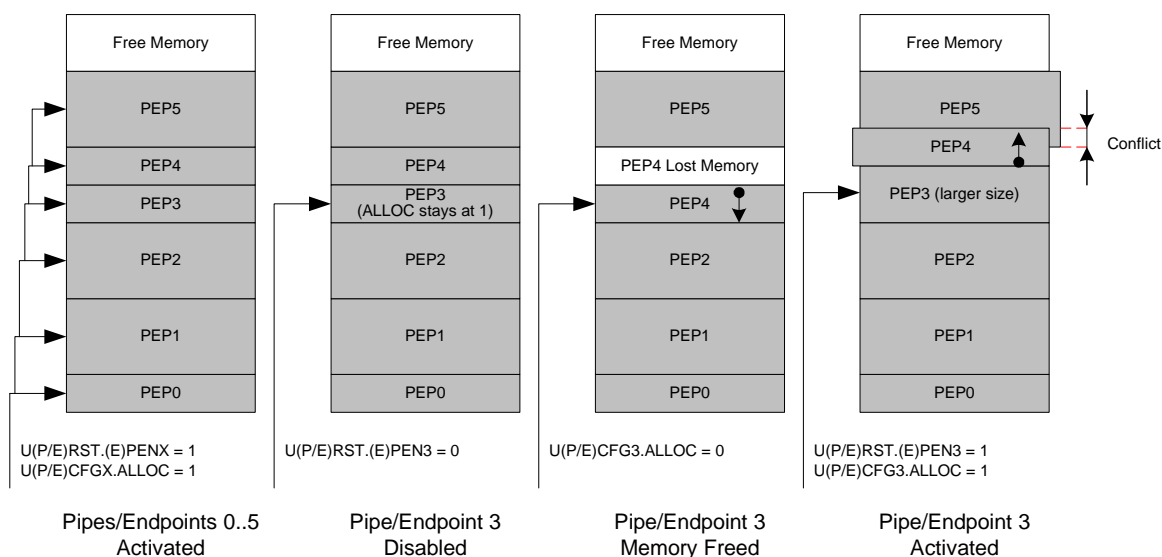 Free Memory
PEP5
PEP4
PEP3
PEP2
PEP1
PEP0
U(P/E)RST.(E)PENX = 1
U(P/E)CFGX.ALLOC = 1
Pipes/Endpoints 0..5
Activated
Free Memory
PEP5
PEP4
PEP3
(ALLOC stays at 1)
PEP2
PEP1
PEP0
U(P/E)RST.(E)PEN3 = 0
Pipe/Endpoint 3
Disabled
Free Memory
PEP5
PEP4 Lost Memory
PEP4
PEP2
PEP1
PEP0
U(P/E)CFG3.ALLOC = 0
Pipe/Endpoint 3
Memory Freed
Free Memory
PEP5
PEP4
Conflict
PEP3 (larger size)
PEP2
PEP1
PEP0
U(P/E)RST.(E)PEN3 = 1
U(P/E)CFG3.ALLOC = 1
Pipe/Endpoint 3
Activated